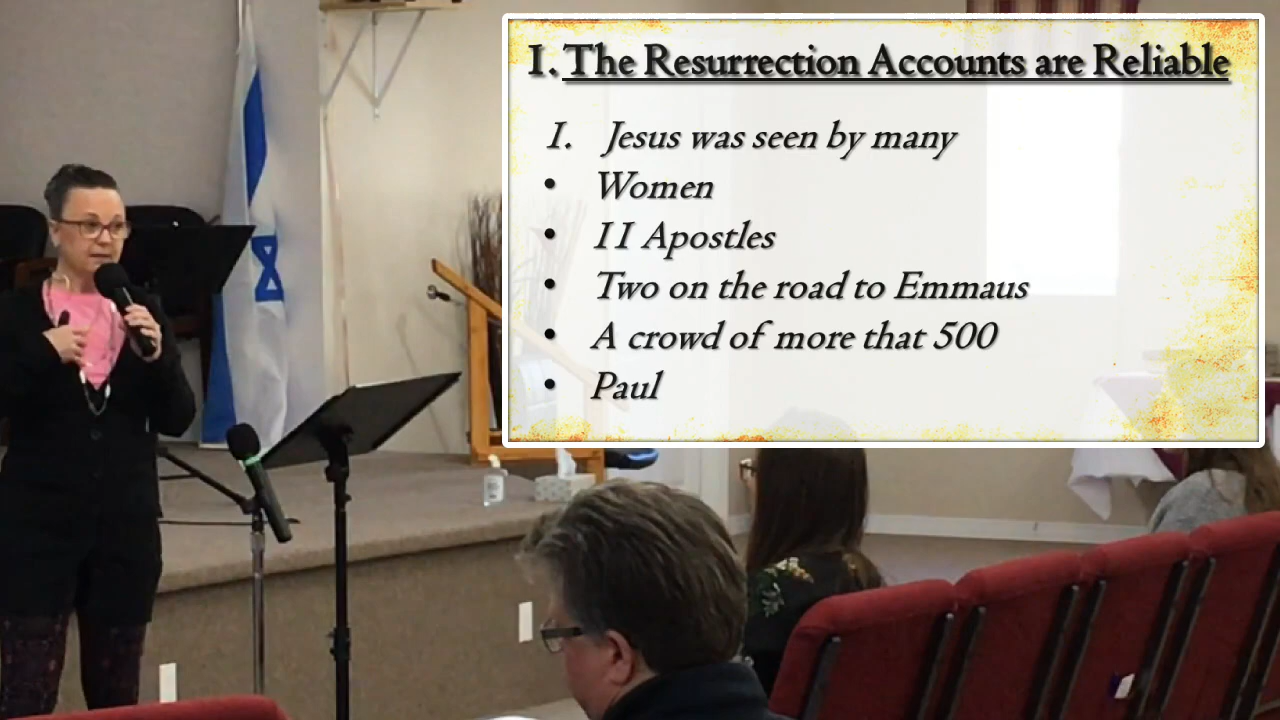 I. The Resurrection Accounts are Reliable
I. Jesus was seen by many
• Women
• 11 Apostles
• Two on the road to Emmaus
• A crowd of more that 500
• Paul